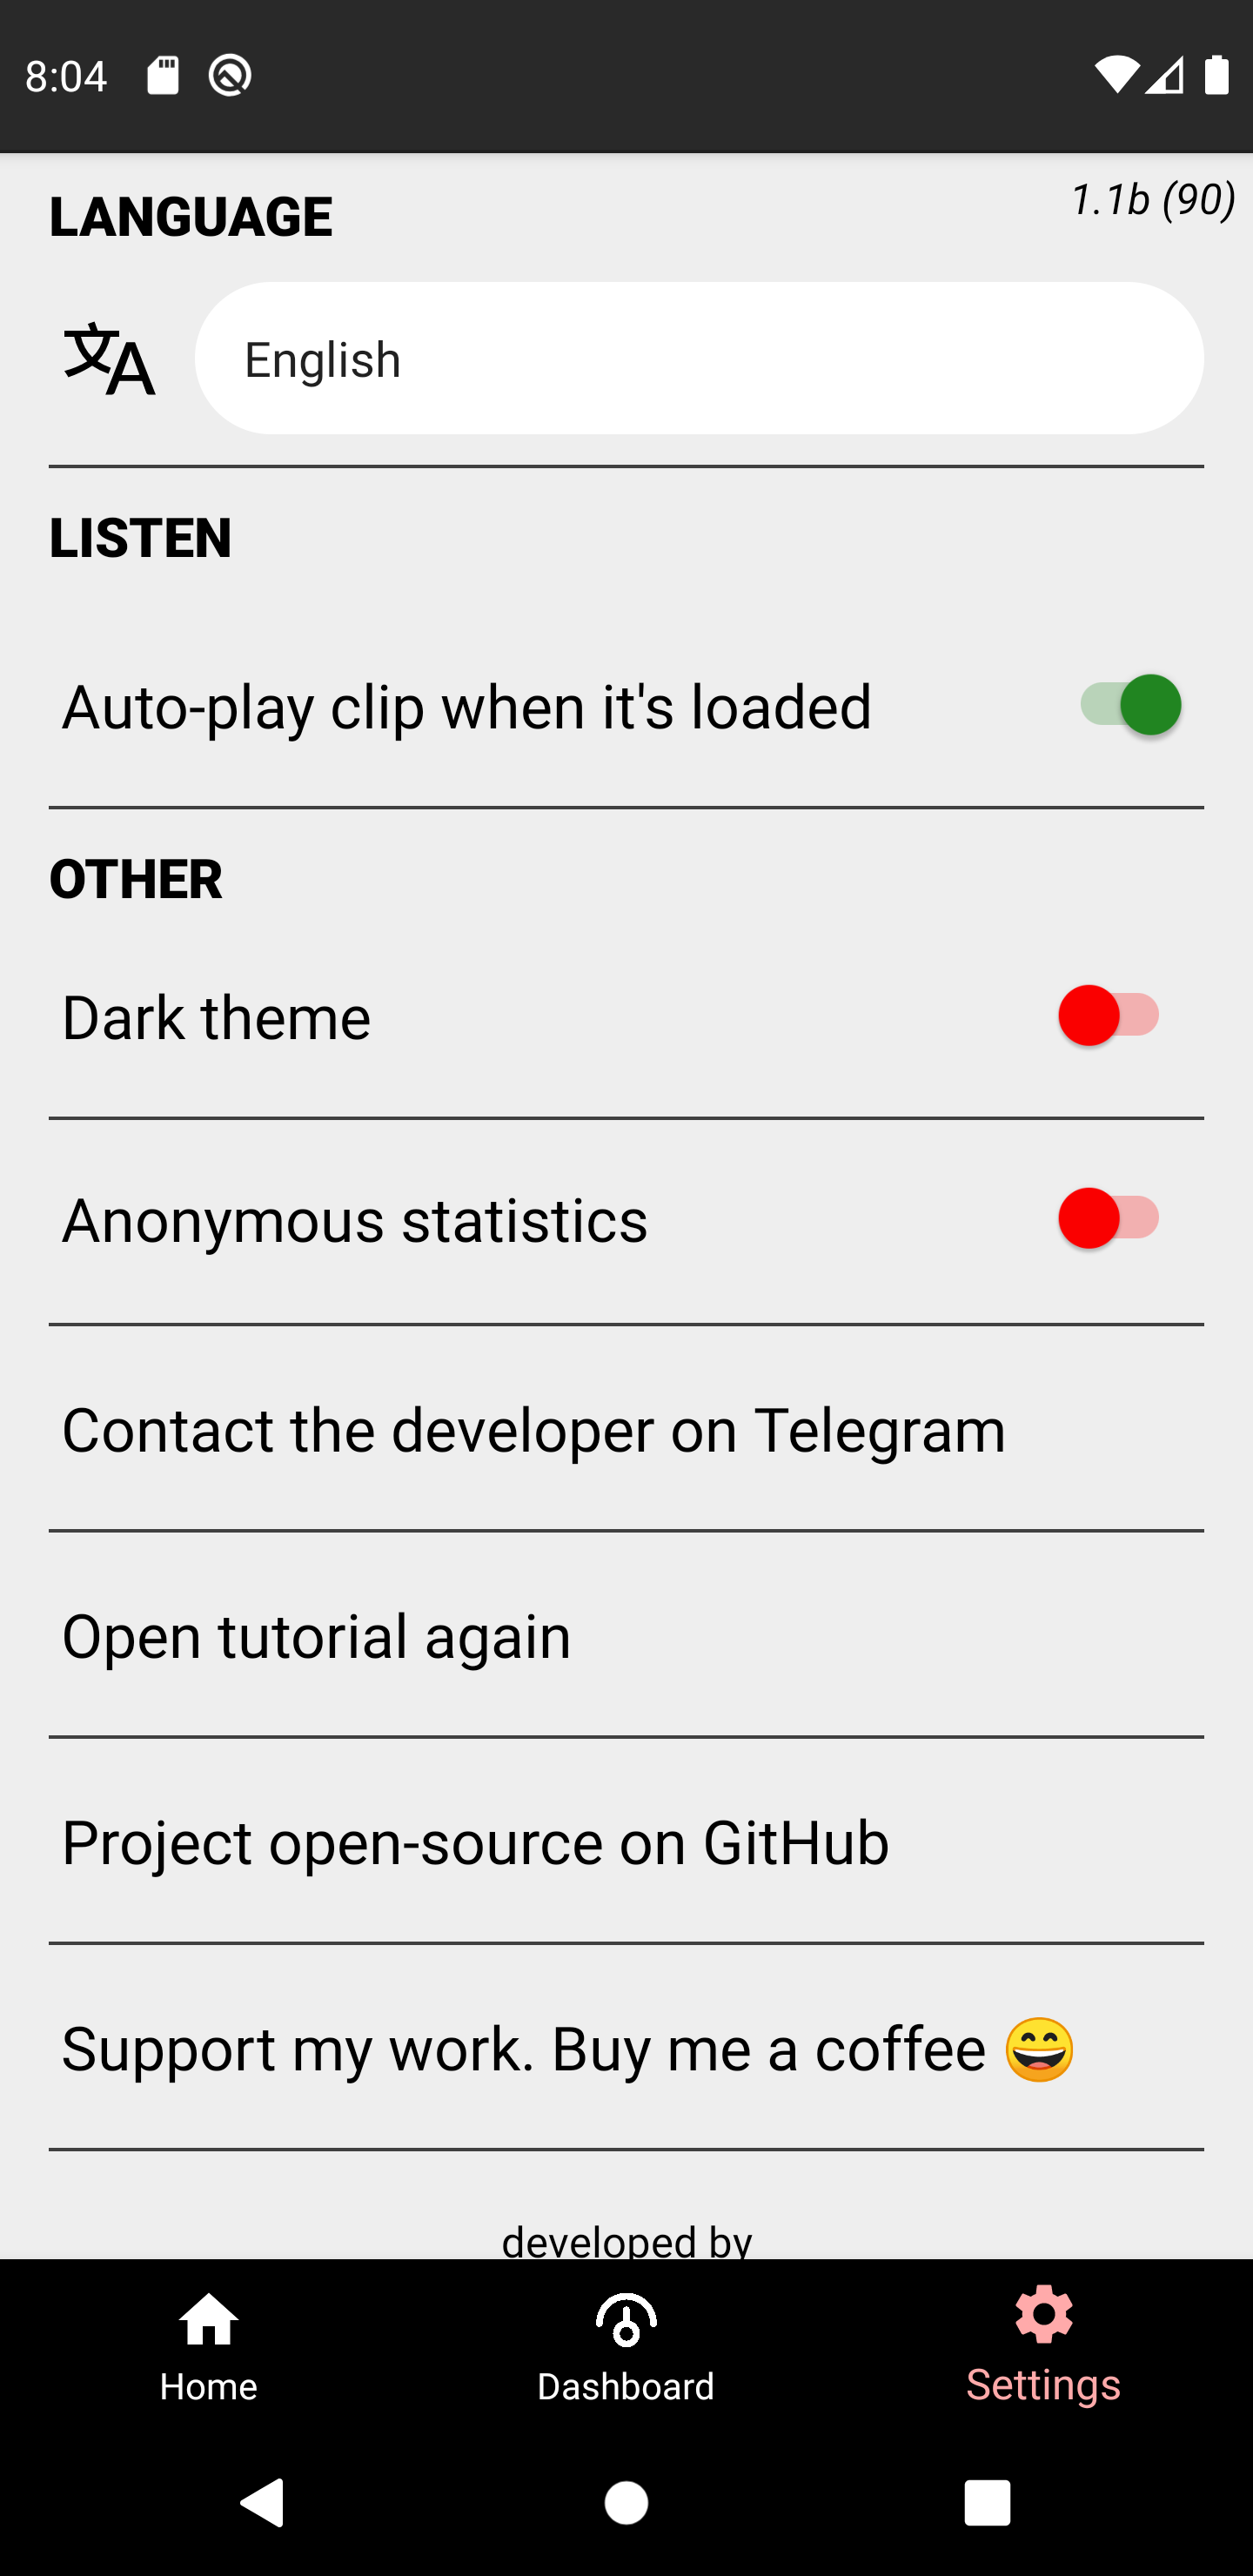 8:04
LANGUAGE
1.1b (90)
English
LISTEN
Auto-play clip when it's loaded
OTHER
Dark theme
Anonymous statistics
Contact the developer on Telegram
Open tutorial again
Project open-source on GitHub
Support my work. Buy me a coffee 😄
developed by
Home
Dashboard
Settings